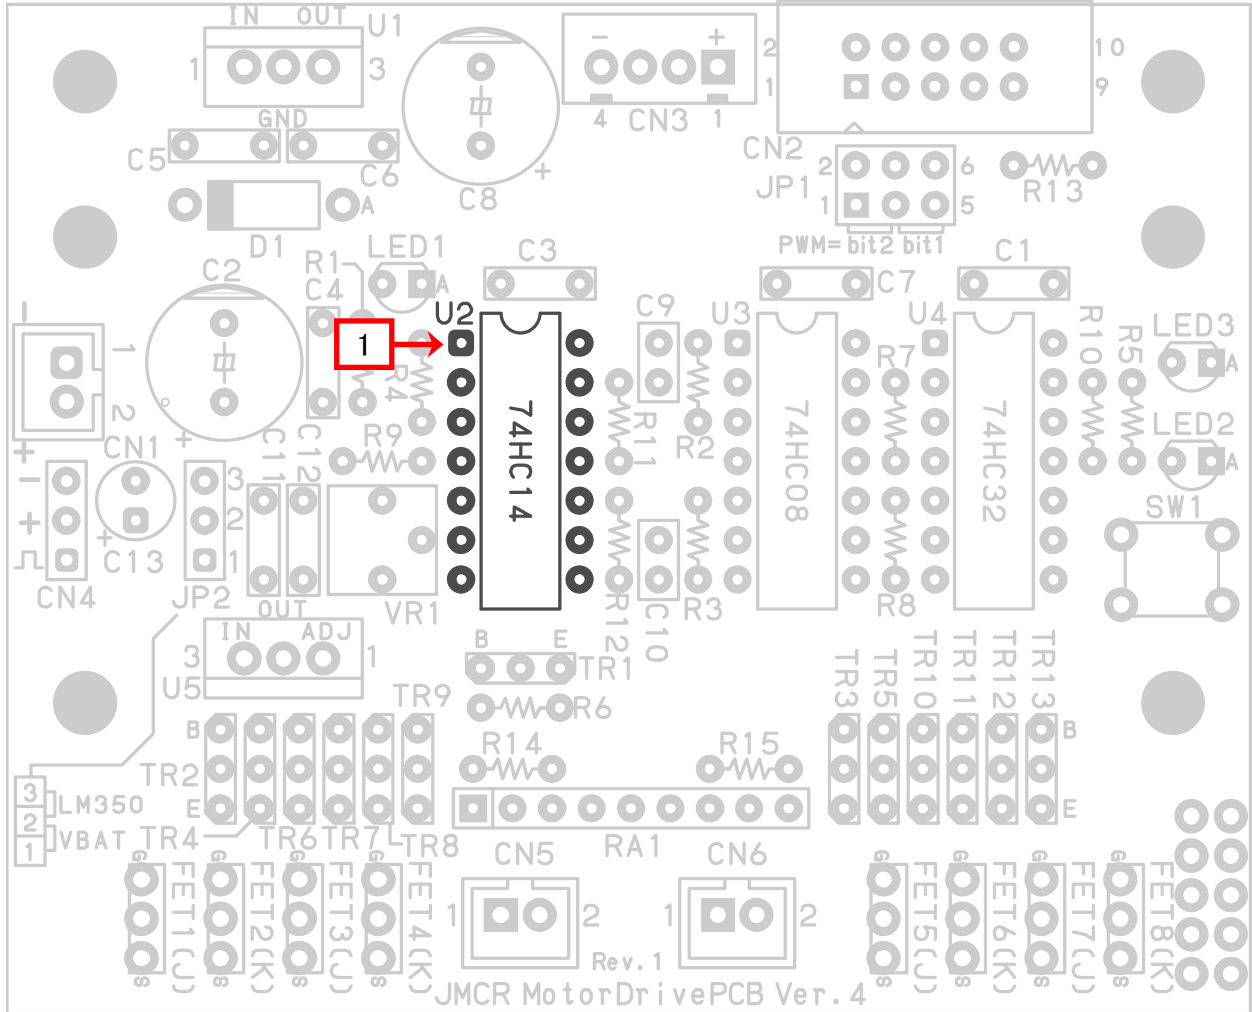 IN OUT U1
1 3
GND
C5 C6
D1 A
C8
- +
4 CN3 1
2 10
1 9
CN2
JP1
2 6
1 5
PWM= bit2 bit1
R13
C2 R1 LED1 A C3 C7 C1
C4
- U2 C9 U3 U4 R10 R5 LED3
1
1 A
R4 R7
2
74HC14 74HC08 74HC32
R11 R2
LED2
A
+ CN1 + R9
C11 C12
- 3
+ 2
+ C13 1
SW1
CN4 JP2 VR1 R12 C10 R3 R8
OUT
IN ADJ
3 1
U5
B E
TR1
R6
TR9
TR3 TR5 TR10 TR11 TR12 TR13
B B
TR2
E E
R14 R15
3 LM350
2 VBAT
1
TR4 TR6 TR7 TR8
RA1
CN5 CN6
G G G G G G G G
FET1(J) FET2(K) FET3(J) FET4(K)
1 2 1 2
FET5(J) FET6(K) FET7(J) FET8(K)
S S S S S S S S
Rev.1
JMCR MotorDrivePCB Ver.4